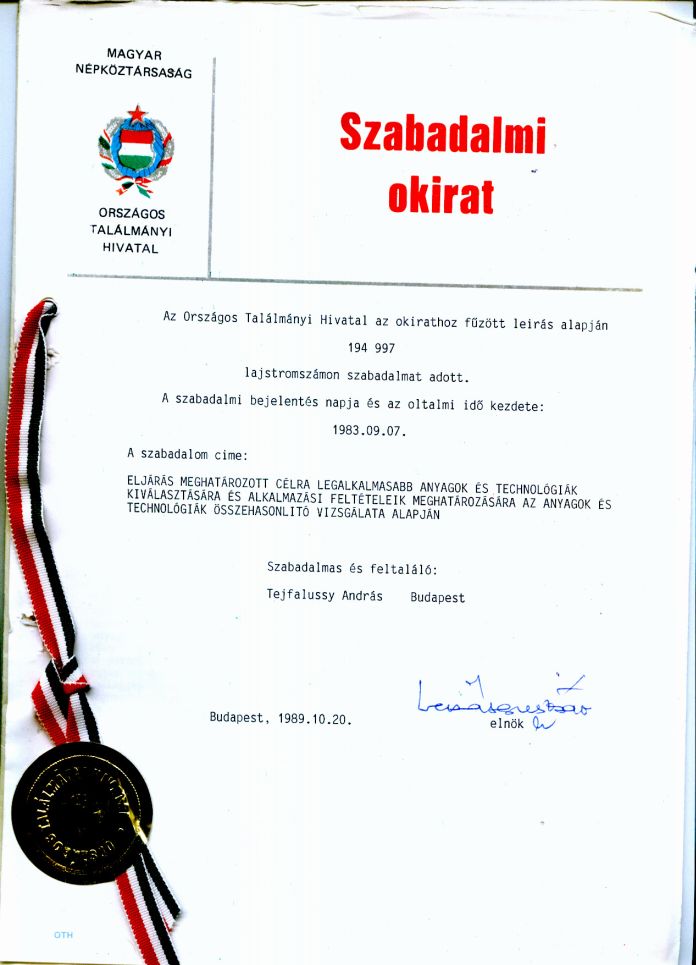 MAGYAR
NÉPKÖZTÁRSASÁG
ORSZÁGOS
TALÁLMÁNYI
HIVATAL
Szabadalmi
okirat
Az Országos Találmányi Hivatal az okirathoz fűzött leirás alapján
194 997
lajstromszámon szabadalmat adott.
A szabadalmi bejelentés napja és az oltalmi idő kezdete:
1983.09.07.
A szabadalom cime:
ELJÁRÁS MEGHATÁROZOTT CÉLRA LEGALKALMASABB ANYAGOK ÉS TECHNOLÓGIÁK
KIVÁLASZTÁSÁRA ÉS ALKALMAZÁSI FELTÉTELEIK MEGHATÁROZÁSÁRA AZ ANYAGOK ÉS
TECHNOLÓGIÁK ÖSSZEHASONLITÓ VIZSGÁLATA ALAPJÁN
Szabadalmas és feltaláló:
Tejfalussy András Budapest
Budapest, 1989.10.20.
elnök
OTH